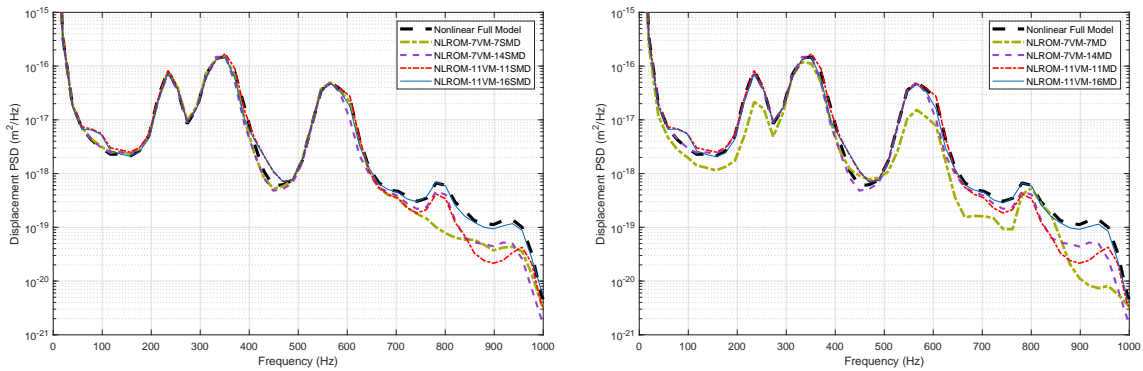 10^-15
10^-16
10^-17
10^-18
10^-19
10^-20
10^-21
Displacement PSD (m²/Hz)
0 100 200 300 400 500 600 700 800 900 1000
Frequency (Hz)
Nonlinear Full Model
NLROM-7VM-7SMD
NLROM-7VM-14SMD
NLROM-11VM-11SMD
NLROM-11VM-16SMD
10^-15
10^-16
10^-17
10^-18
10^-19
10^-20
10^-21
Displacement PSD (m²/Hz)
0 100 200 300 400 500 600 700 800 900 1000
Frequency (Hz)
Nonlinear Full Model
NLROM-7VM-7MD
NLROM-7VM-14MD
NLROM-11VM-11MD
NLROM-11VM-16MD